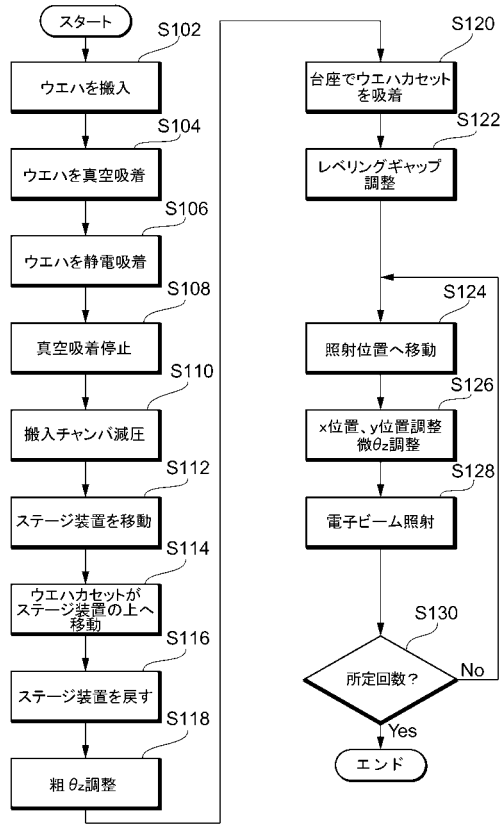 スタート
S102
ウエハを搬入
S104
ウエハを真空吸着
S106
ウエハを静電吸着
S108
真空吸着停止
S110
搬入チャンバ減圧
S112
ステージ装置を移動
S114
ウエハカセットが
ステージ装置の上へ
移動
S116
ステージ装置を戻す
S118
粗θz調整
S120
台座でウエハカセット
を吸着
S122
レベリングギャップ
調整
S124
照射位置へ移動
S126
x位置、y位置調整
微θz調整
S128
電子ビーム照射
S130
所定回数?
No
Yes
エンド